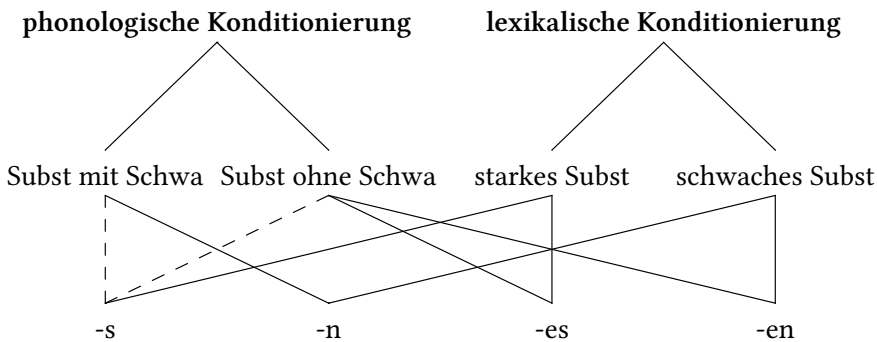 phonologische Konditionierung lexikalische Konditionierung
Subst mit Schwa Subst ohne Schwa starkes Subst schwaches Subst
-s -n -es -en